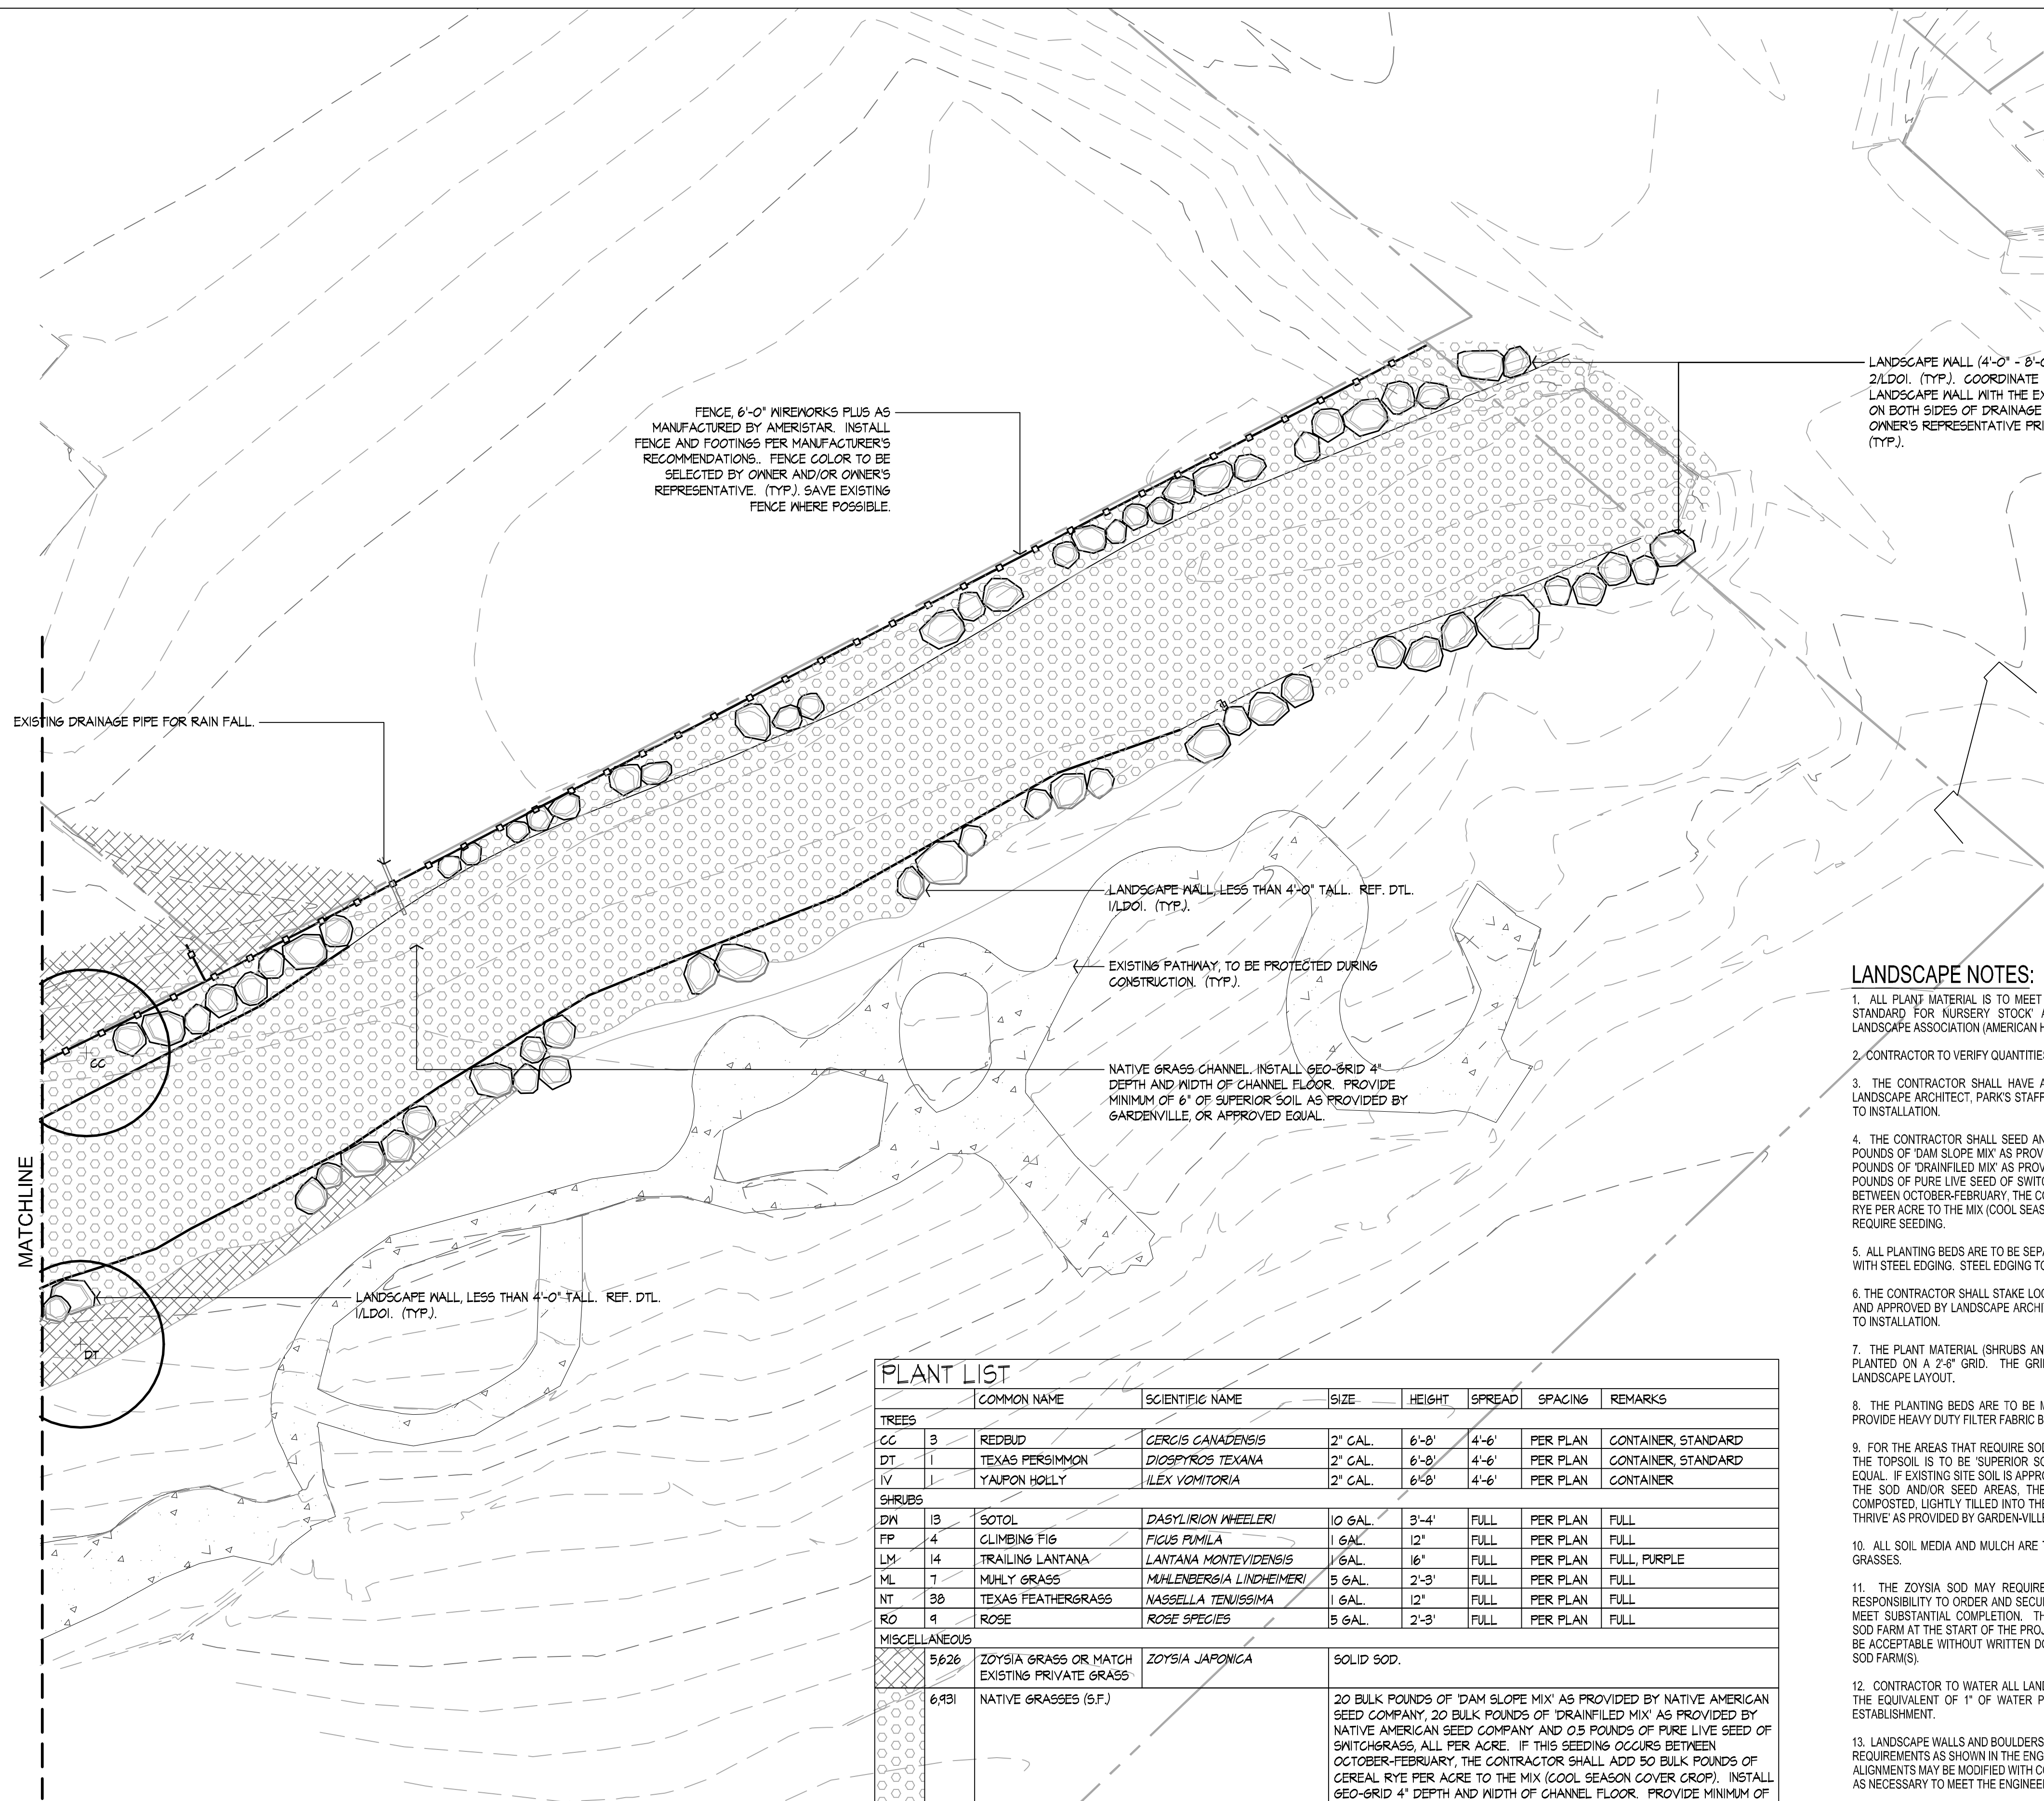 FENCE, 6'-0" WIREWORKS PLUS AS
MANUFACTURED BY AMERISTAR. INSTALL
FENCE AND FOOTINGS PER MANUFACTURER'S
RECOMMENDATIONS.. FENCE COLOR TO BE
SELECTED BY OWNER AND/OR OWNER'S
REPRESENTATIVE. (TYP.). SAVE EXISTING
FENCE WHERE POSSIBLE.
LANDSCAPE WALL (4'-0" - 8'-0
2/LD01. (TYP.). COORDINATE
LANDSCAPE WALL WITH THE EX
ON BOTH SIDES OF DRAINAGE
OWNER'S REPRESENTATIVE PRI
(TYP.).
EXISTING DRAINAGE PIPE FOR RAIN FALL.
LANDSCAPE WALL, LESS THAN 4'-0" TALL. REF. DTL.
1/LD01. (TYP.).
EXISTING PATHWAY, TO BE PROTECTED DURING
CONSTRUCTION. (TYP.).
CC
NATIVE GRASS CHANNEL. INSTALL GEO-GRID 4"
DEPTH AND WIDTH OF CHANNEL FLOOR. PROVIDE
MINIMUM OF 6" OF SUPERIOR SOIL AS PROVIDED BY
GARDENVILLE, OR APPROVED EQUAL.
MATCHLINE
LANDSCAPE WALL, LESS THAN 4'-0" TALL. REF. DTL.
1/LD01. (TYP.).
DT
PLANT LIST
COMMON NAME SCIENTIFIC NAME SIZE HEIGHT SPREAD SPACING REMARKS
TREES
CC 3 REDBUD CERCIS CANADENSIS 2" CAL. 6'-8' 4'-6' PER PLAN CONTAINER, STANDARD
DT 1 TEXAS PERSIMMON DIOSPYROS TEXANA 2" CAL. 6'-8' 4'-6' PER PLAN CONTAINER, STANDARD
IV 1 YAUPON HOLLY ILEX VOMITORIA 2" CAL. 6'-8' 4'-6' PER PLAN CONTAINER
SHRUBS
DW 13 SOTOL DASYLIRION WHEELERI 10 GAL. 3'-4' FULL PER PLAN FULL
FP 4 CLIMBING FIG FICUS PUMILA 1 GAL. 12" FULL PER PLAN FULL
LM 14 TRAILING LANTANA LANTANA MONTEVIDENSIS 1 GAL. 16" FULL PER PLAN FULL, PURPLE
ML 7 MUHLY GRASS MUHLENBERGIA LINDHEIMERI 5 GAL. 2'-3' FULL PER PLAN FULL
NT 38 TEXAS FEATHERGRASS NASSELLA TENUISSIMA 1 GAL. 12" FULL PER PLAN FULL
RO 9 ROSE ROSE SPECIES 5 GAL. 2'-3' FULL PER PLAN FULL
MISCELLANEOUS
5,626 ZOYSIA GRASS OR MATCH ZOYSIA JAPONICA SOLID SOD.
EXISTING PRIVATE GRASS
6,931 NATIVE GRASSES (S.F.) 20 BULK POUNDS OF 'DAM SLOPE MIX' AS PROVIDED BY NATIVE AMERICAN
SEED COMPANY, 20 BULK POUNDS OF 'DRAINFILED MIX' AS PROVIDED BY
NATIVE AMERICAN SEED COMPANY AND 0.5 POUNDS OF PURE LIVE SEED OF
SWITCHGRASS, ALL PER ACRE. IF THIS SEEDING OCCURS BETWEEN
OCTOBER-FEBRUARY, THE CONTRACTOR SHALL ADD 50 BULK POUNDS OF
CEREAL RYE PER ACRE TO THE MIX (COOL SEASON COVER CROP). INSTALL
GEO-GRID 4" DEPTH AND WIDTH OF CHANNEL FLOOR. PROVIDE MINIMUM OF
LANDSCAPE NOTES:
1. ALL PLANT MATERIAL IS TO MEET
STANDARD FOR NURSERY STOCK' A
LANDSCAPE ASSOCIATION (AMERICAN H
2. CONTRACTOR TO VERIFY QUANTITIE
3. THE CONTRACTOR SHALL HAVE A
LANDSCAPE ARCHITECT, PARK'S STAFF
TO INSTALLATION.
4. THE CONTRACTOR SHALL SEED AN
POUNDS OF 'DAM SLOPE MIX' AS PROVI
POUNDS OF 'DRAINFILED MIX' AS PROV
POUNDS OF PURE LIVE SEED OF SWITC
BETWEEN OCTOBER-FEBRUARY, THE CO
RYE PER ACRE TO THE MIX (COOL SEAS
REQUIRE SEEDING.
5. ALL PLANTING BEDS ARE TO BE SEPA
WITH STEEL EDGING. STEEL EDGING TO
6. THE CONTRACTOR SHALL STAKE LOC
AND APPROVED BY LANDSCAPE ARCHI
TO INSTALLATION.
7. THE PLANT MATERIAL (SHRUBS AN
PLANTED ON A 2'-6" GRID. THE GRI
LANDSCAPE LAYOUT.
8. THE PLANTING BEDS ARE TO BE M
PROVIDE HEAVY DUTY FILTER FABRIC B
9. FOR THE AREAS THAT REQUIRE SOD
THE TOPSOIL IS TO BE 'SUPERIOR SO
EQUAL. IF EXISTING SITE SOIL IS APPRO
THE SOD AND/OR SEED AREAS, THE
COMPOSTED, LIGHTLY TILLED INTO THE
THRIVE' AS PROVIDED BY GARDEN-VILLE
10. ALL SOIL MEDIA AND MULCH ARE T
GRASSES.
11. THE ZOYSIA SOD MAY REQUIRE
RESPONSIBILITY TO ORDER AND SECUR
MEET SUBSTANTIAL COMPLETION. TH
SOD FARM AT THE START OF THE PROJ
BE ACCEPTABLE WITHOUT WRITTEN DO
SOD FARM(S).
12. CONTRACTOR TO WATER ALL LAND
THE EQUIVALENT OF 1" OF WATER P
ESTABLISHMENT.
13. LANDSCAPE WALLS AND BOULDERS
REQUIREMENTS AS SHOWN IN THE ENG
ALIGNMENTS MAY BE MODIFIED WITH CO
AS NECESSARY TO MEET THE ENGINEE